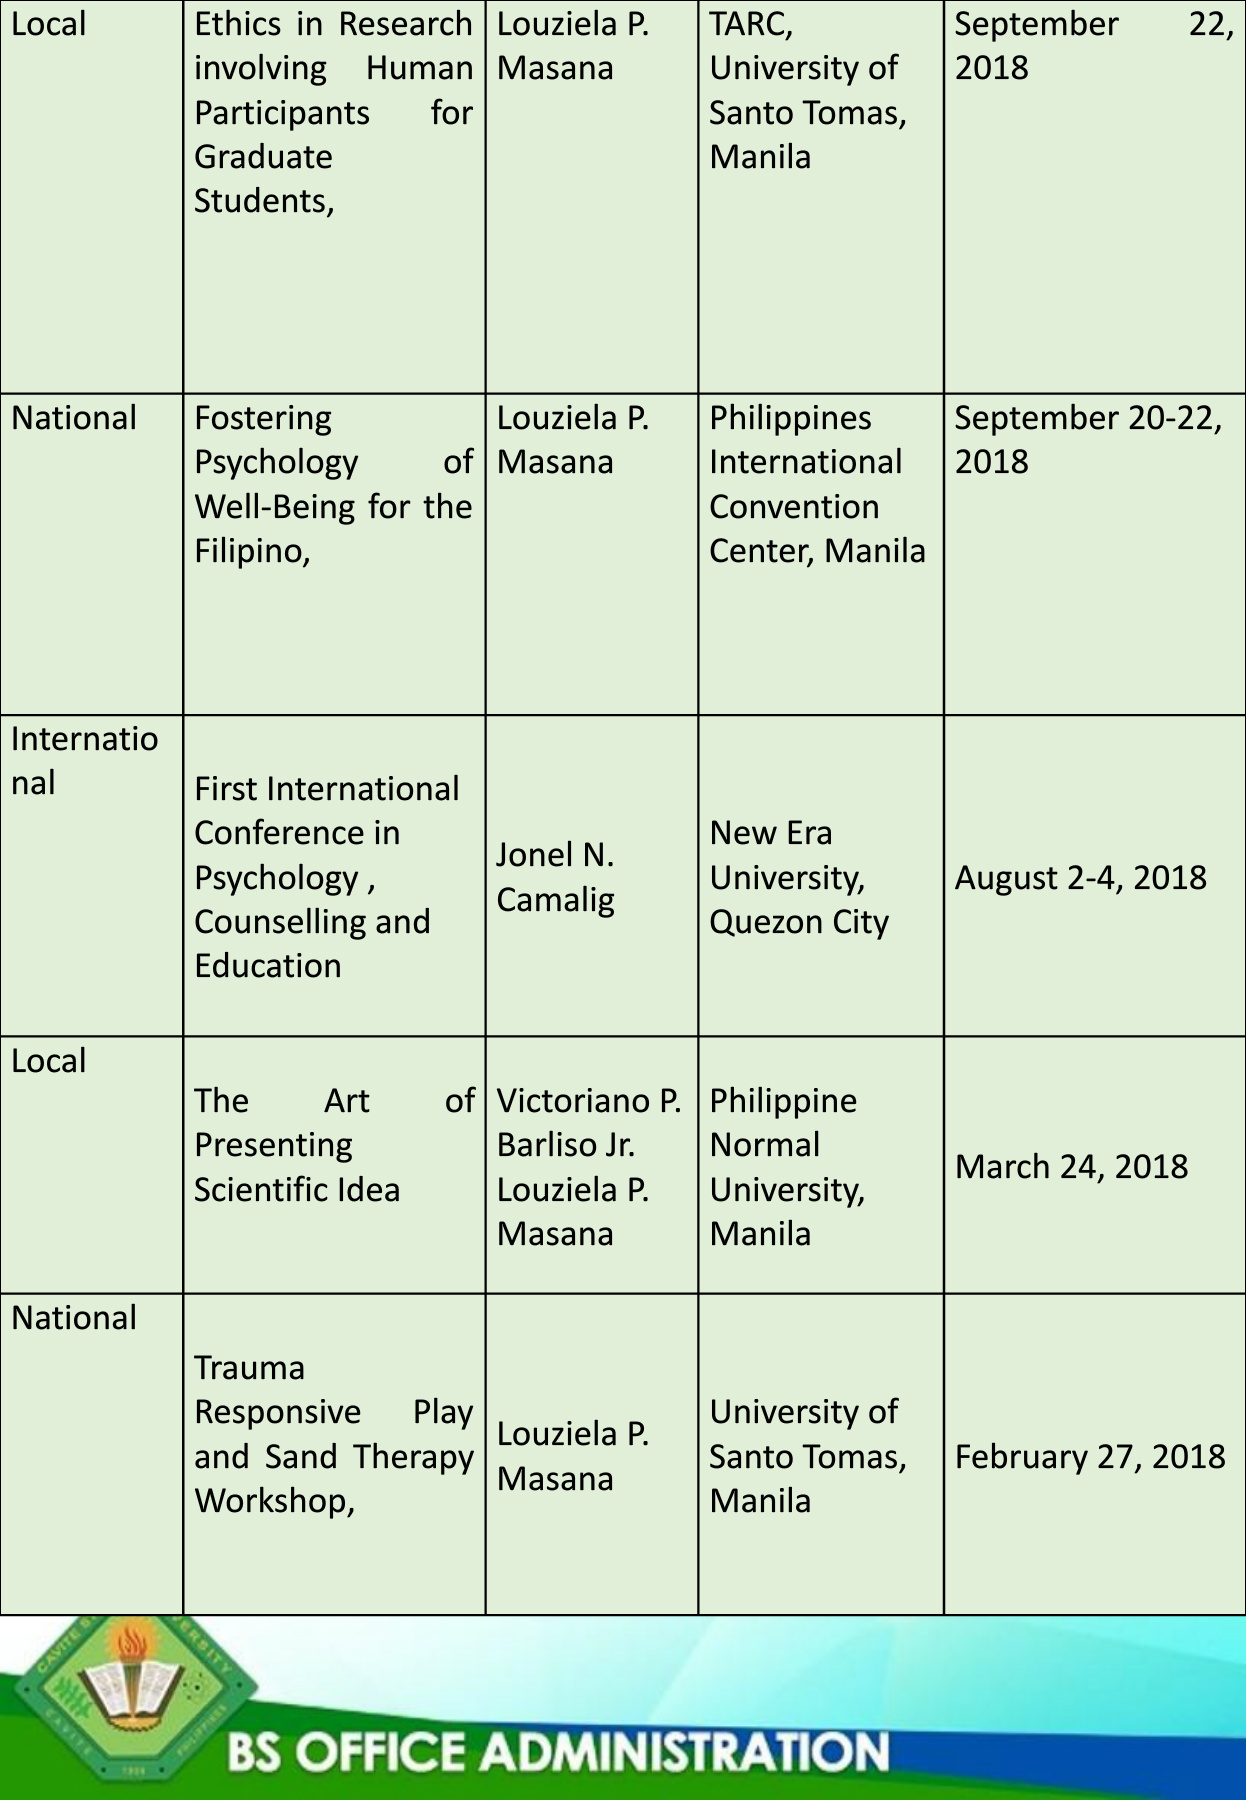 Local
Ethics in Research
involving Human
Participants for
Graduate
Students,
Louziela P.
Masana
TARC,
University of
Santo Tomas,
Manila
September 22,
2018
National
Fostering
Psychology of
Well-Being for the
Filipino,
Louziela P.
Masana
Philippines
International
Convention
Center, Manila
September 20-22,
2018
Internatio
nal
First International
Conference in
Psychology ,
Counselling and
Education
Jonel N.
Camalig
New Era
University,
Quezon City
August 2-4, 2018
Local
The Art of
Presenting
Scientific Idea
Victoriano P.
Barliso Jr.
Louziela P.
Masana
Philippine
Normal
University,
Manila
March 24, 2018
National
Trauma
Responsive Play
and Sand Therapy
Workshop,
Louziela P.
Masana
University of
Santo Tomas,
Manila
February 27, 2018
CAVITE
CAVITE
PHILIPPINES
BS OFFICE ADMINISTRATION